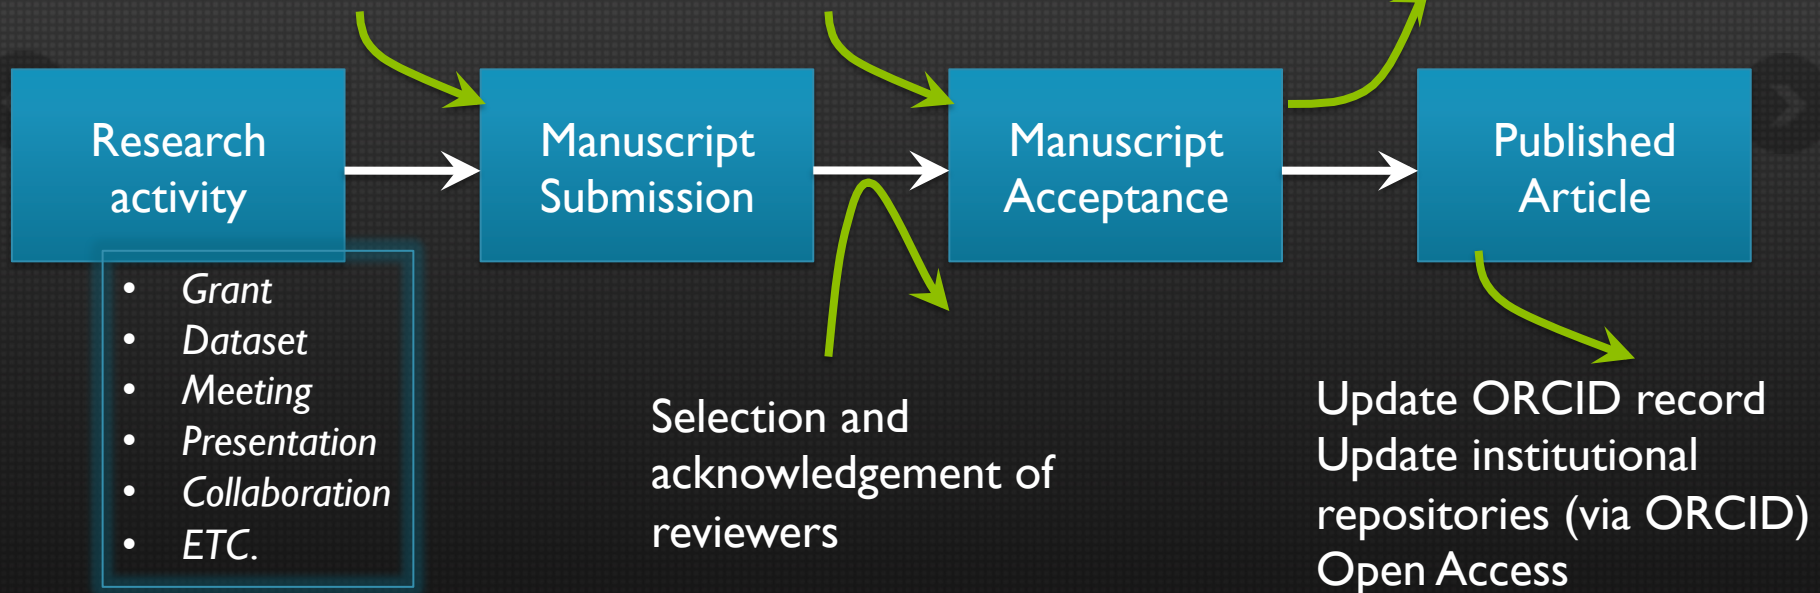 Research
activity
Manuscript
Submission
Manuscript
Acceptance
Published
Article
• Grant
• Dataset
• Meeting
• Presentation
• Collaboration
• ETC.
Selection and
acknowledgement of
reviewers
Update ORCID record
Update institutional
repositories (via ORCID)
Open Access